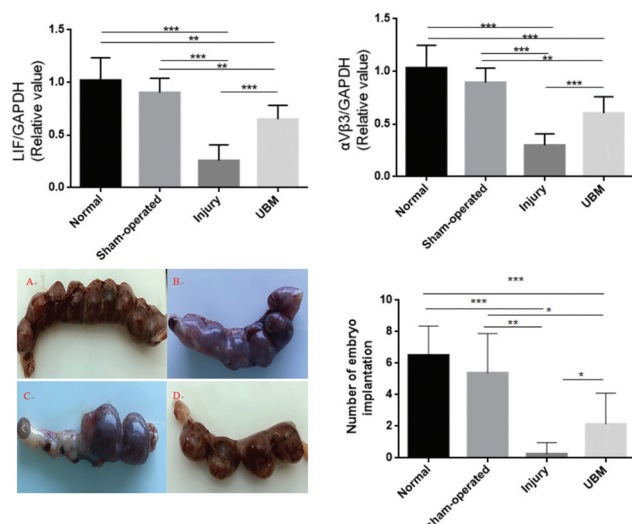 LIF/GAPDH
(Relative value)
1.5
1.0
0.5
0.0
***
**
***
**
***
Normal
Sham-operated
Injury
UBM
αVβ3/GAPDH
(Relative value)
1.5
1.0
0.5
0.0
***
***
***
**
***
Normal
Sham-operated
Injury
UBM
A
B
C
D
Number of embryo
implantation
10
8
6
4
2
0
***
***
*
**
*
Normal
Sham-operated
Injury
UBM